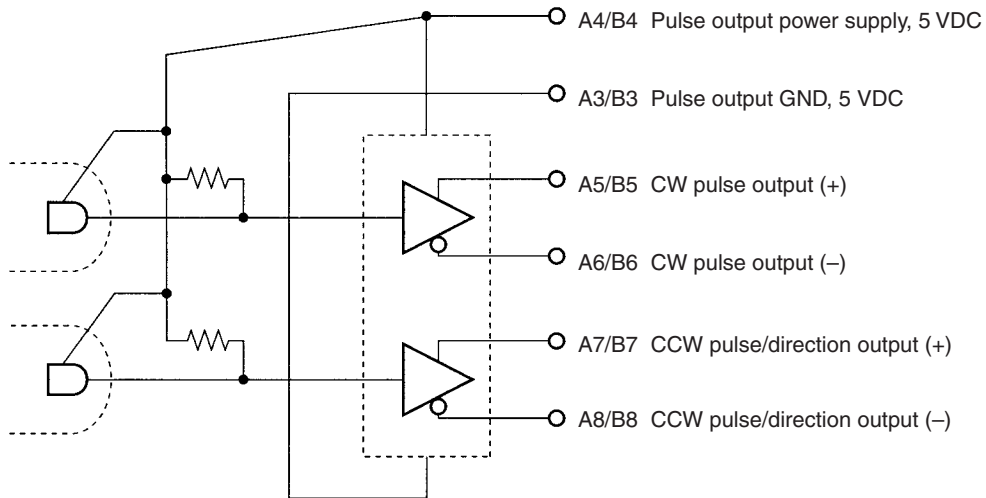 A4/B4 Pulse output power supply, 5 VDC
A3/B3 Pulse output GND, 5 VDC
A5/B5 CW pulse output (+)
A6/B6 CW pulse output (–)
A7/B7 CCW pulse/direction output (+)
A8/B8 CCW pulse/direction output (–)